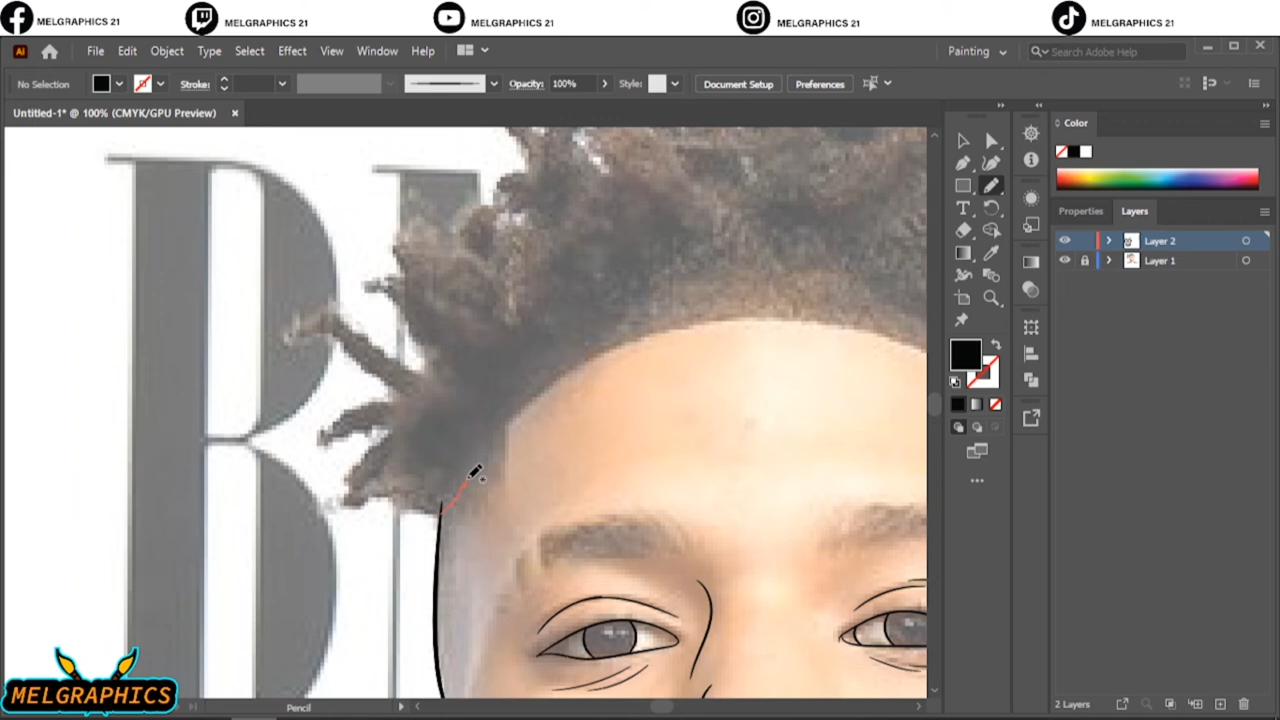 MELGRAPHICS 21
MELGRAPHICS 21
MELGRAPHICS 21
MELGRAPHICS 21
MELGRAPHICS 21
Ai File Edit Object Type Select Effect View Window Help Painting Search Adobe Help
No Selection Stroke: Opacity: 100% Style: Document Setup Preferences
Untitled-1* @ 100% (CMYK/GPU Preview)
Color
Properties Layers
Layer 2
Layer 1
B
MELGRAPHICS
Pencil
2 Layers